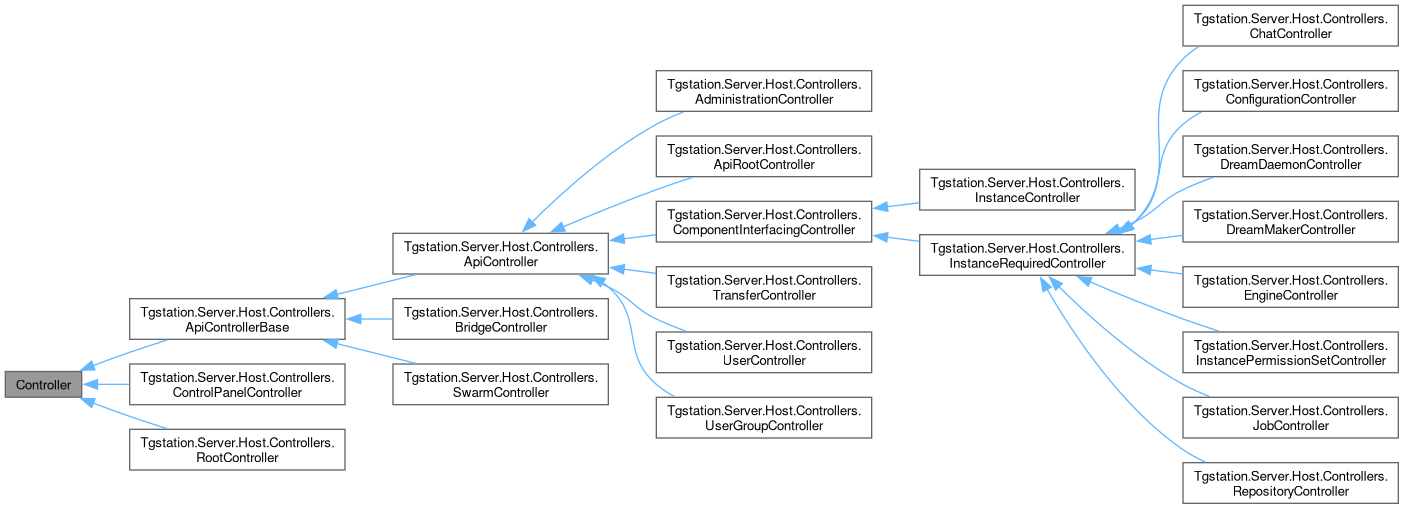 Controller
Tgstation.Server.Host.Controllers.
ApiControllerBase
Tgstation.Server.Host.Controllers.
ControlPanelController
Tgstation.Server.Host.Controllers.
RootController
Tgstation.Server.Host.Controllers.
ApiController
Tgstation.Server.Host.Controllers.
BridgeController
Tgstation.Server.Host.Controllers.
SwarmController
Tgstation.Server.Host.Controllers.
AdministrationController
Tgstation.Server.Host.Controllers.
ApiRootController
Tgstation.Server.Host.Controllers.
ComponentInterfacingController
Tgstation.Server.Host.Controllers.
TransferController
Tgstation.Server.Host.Controllers.
UserController
Tgstation.Server.Host.Controllers.
UserGroupController
Tgstation.Server.Host.Controllers.
InstanceController
Tgstation.Server.Host.Controllers.
InstanceRequiredController
Tgstation.Server.Host.Controllers.
ChatController
Tgstation.Server.Host.Controllers.
ConfigurationController
Tgstation.Server.Host.Controllers.
DreamDaemonController
Tgstation.Server.Host.Controllers.
DreamMakerController
Tgstation.Server.Host.Controllers.
EngineController
Tgstation.Server.Host.Controllers.
InstancePermissionSetController
Tgstation.Server.Host.Controllers.
JobController
Tgstation.Server.Host.Controllers.
RepositoryController